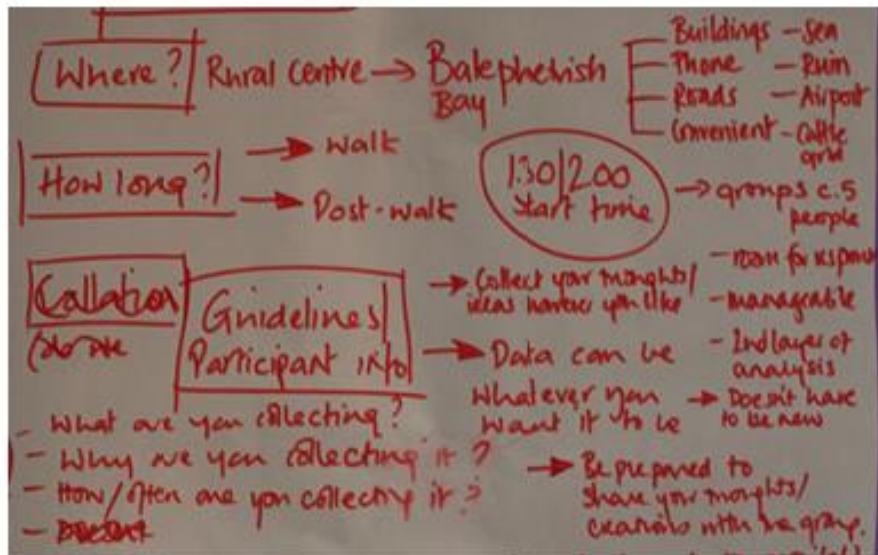 Where? Rural Centre → Balephetrish Bay
Buildings - Sea
Phone - Ruin
Roads - Airport
Convenient - Cattle grid
How long?
→ Walk
→ Post-walk
1.30/2.00
Start time
→ groups c.5
people
- room for
- manageable
- 2nd layer of
analysis
Collation
Guidelines/
Participant info
→ Collect your thoughts/
ideas however you like
→ Data can be
whatever you
want it to be
→ Doesn't have
to be new
- What are you collecting?
- Why are you collecting it?
- How/often are you collecting it?
→ Be prepared to
share your thoughts/
creations with the group.